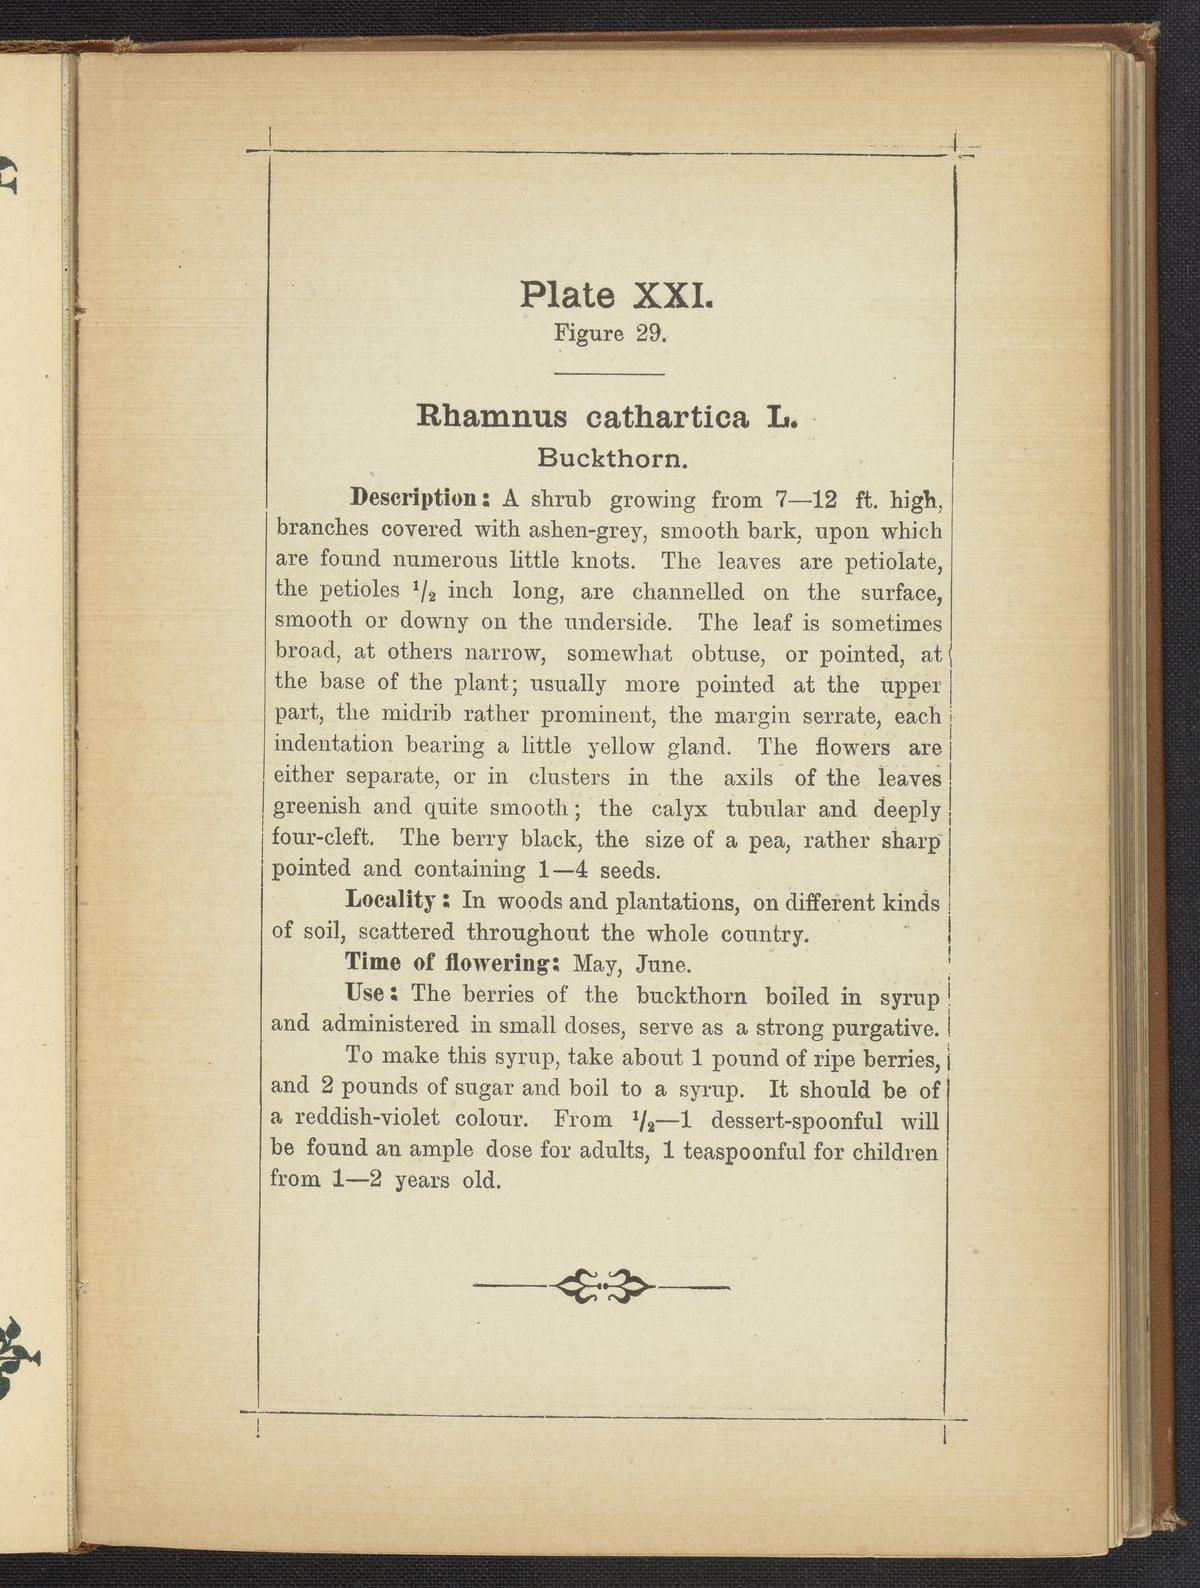 Plate XXI.
Figure 29.
Rhamnus cathartica L.
Buckthorn.
Description: A shrub growing from 7—12 ft. high,
branches covered with ashen-grey, smooth bark, upon which
are found numerous little knots. The leaves are petiolate,
the petioles 1/2 inch long, are channelled on the surface,
smooth or downy on the underside. The leaf is sometimes
broad, at others narrow, somewhat obtuse, or pointed, at
the base of the plant; usually more pointed at the upper
part, the midrib rather prominent, the margin serrate, each
indentation bearing a little yellow gland. The flowers are
either separate, or in clusters in the axils of the leaves
greenish and quite smooth; the calyx tubular and deeply
four-cleft. The berry black, the size of a pea, rather sharp
pointed and containing 1—4 seeds.
Locality: In woods and plantations, on different kinds
of soil, scattered throughout the whole country.
Time of flowering: May, June.
Use: The berries of the buckthorn boiled in syrup
and administered in small doses, serve as a strong purgative.
To make this syrup, take about 1 pound of ripe berries,
and 2 pounds of sugar and boil to a syrup. It should be of
a reddish-violet colour. From 1/2—1 dessert-spoonful will
be found an ample dose for adults, 1 teaspoonful for children
from 1—2 years old.